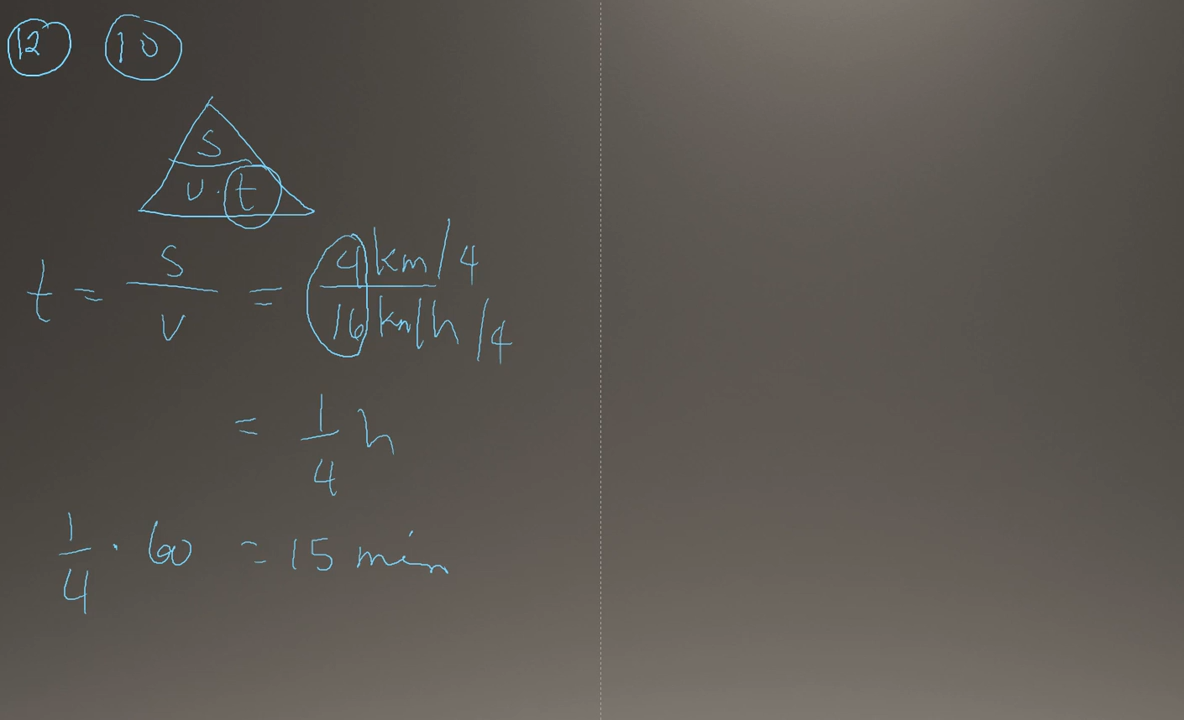 12 10
s
v · t
t = s/v = 4 km /4 / 16 km/h /4
= 1/4 h
1/4 · 60 = 15 min